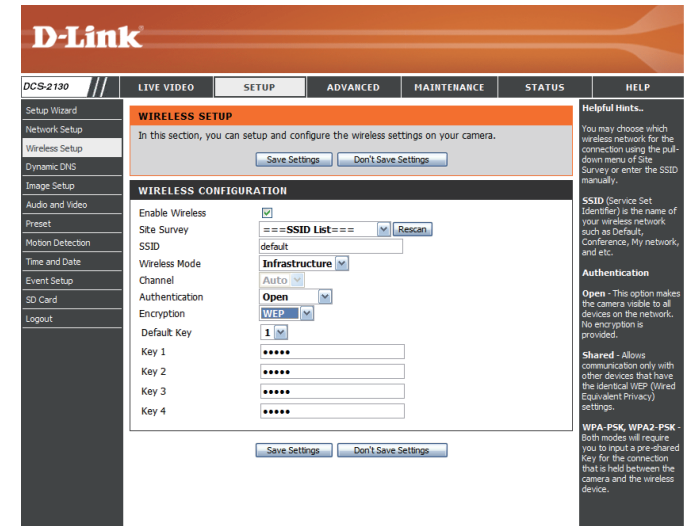 D-Link
DCS-2130
LIVE VIDEO
SETUP
ADVANCED
MAINTENANCE
STATUS
HELP
Setup Wizard
Network Setup
Wireless Setup
Dynamic DNS
Image Setup
Audio and Video
Preset
Motion Detection
Time and Date
Event Setup
SD Card
Logout
WIRELESS SETUP
In this section, you can setup and configure the wireless settings on your camera.
Save Settings Don't Save Settings
WIRELESS CONFIGURATION
Enable Wireless
Site Survey ===SSID List=== Rescan
SSID default
Wireless Mode Infrastructure
Channel Auto
Authentication Open
Encryption WEP
Default Key 1
Key 1 •••••
Key 2 •••••
Key 3 •••••
Key 4 •••••
Save Settings Don't Save Settings
Helpful Hints..
You may choose which
wireless network for the
connection using the pull-
down menu of Site
Survey or enter the SSID
manually.
SSID (Service Set
Identifier) is the name of
your wireless network
such as Default,
Conference, My network,
and etc.
Authentication
Open - This option makes
the camera visible to all
devices on the network.
No encryption is
provided.
Shared - Allows
communication only with
other devices that have
the identical WEP (Wired
Equivalent Privacy)
settings.
WPA-PSK, WPA2-PSK -
Both modes will require
you to input a pre-shared
Key for the connection
that is held between the
camera and the wireless
device.